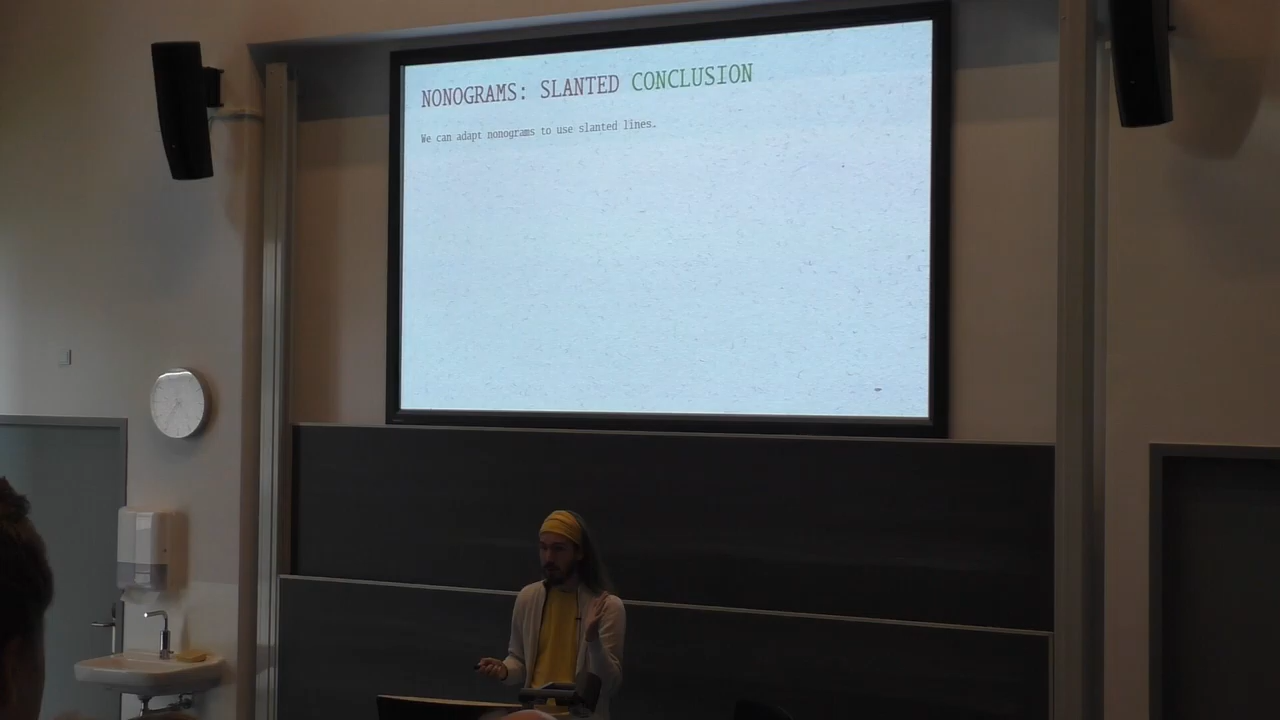 NONOGRAMS: SLANTED CONCLUSION
We can adapt nonograms to use slanted lines.